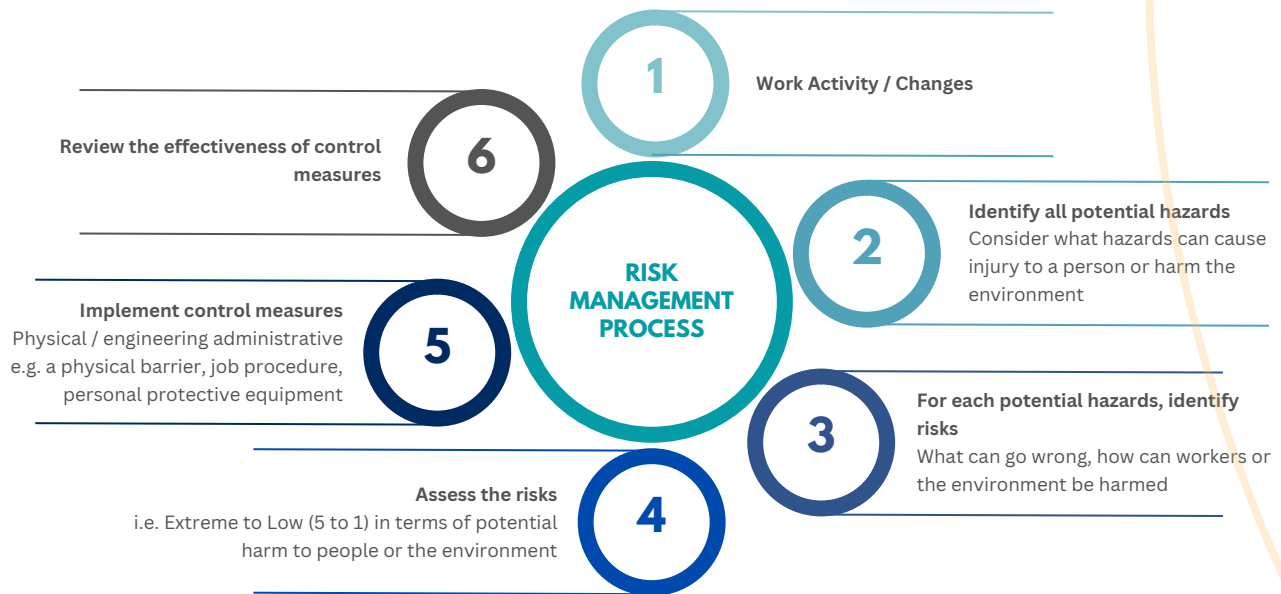 RISK
MANAGEMENT
PROCESS
1
Work Activity / Changes
2
Identify all potential hazards
Consider what hazards can cause
injury to a person or harm the
environment
3
For each potential hazards, identify
risks
What can go wrong, how can workers or
the environment be harmed
4
Assess the risks
i.e. Extreme to Low (5 to 1) in terms of potential
harm to people or the environment
5
Implement control measures
Physical / engineering administrative
e.g. a physical barrier, job procedure,
personal protective equipment
6
Review the effectiveness of control
measures